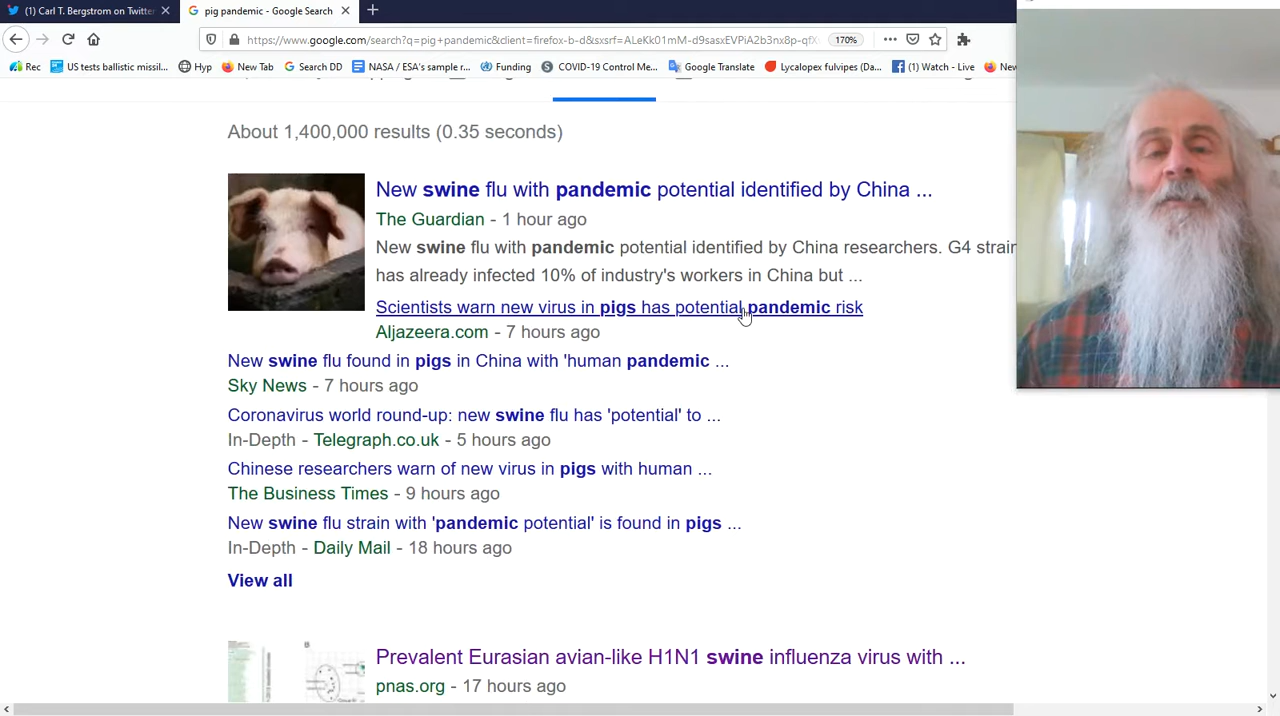 (1) Carl T. Bergstrom on Twitter
pig pandemic - Google Search
https://www.google.com/search?q=pig+pandemic&client=firefox-b-d&sxsrf=ALeKk01mM-d9sasxEVPiA2b3nx8p-qfX
170%
Rec
US tests ballistic missil...
Hyp
New Tab
Search DD
NASA / ESA's sample r...
Funding
COVID-19 Control Me...
Google Translate
Lycalopex fulvipes (Da...
(1) Watch - Live
New
About 1,400,000 results (0.35 seconds)
New swine flu with pandemic potential identified by China ...
The Guardian - 1 hour ago
New swine flu with pandemic potential identified by China researchers. G4 strain
has already infected 10% of industry's workers in China but ...
Scientists warn new virus in pigs has potential pandemic risk
Aljazeera.com - 7 hours ago
New swine flu found in pigs in China with 'human pandemic ...
Sky News - 7 hours ago
Coronavirus world round-up: new swine flu has 'potential' to ...
In-Depth - Telegraph.co.uk - 5 hours ago
Chinese researchers warn of new virus in pigs with human ...
The Business Times - 9 hours ago
New swine flu strain with 'pandemic potential' is found in pigs ...
In-Depth - Daily Mail - 18 hours ago
View all
Prevalent Eurasian avian-like H1N1 swine influenza virus with ...
pnas.org - 17 hours ago